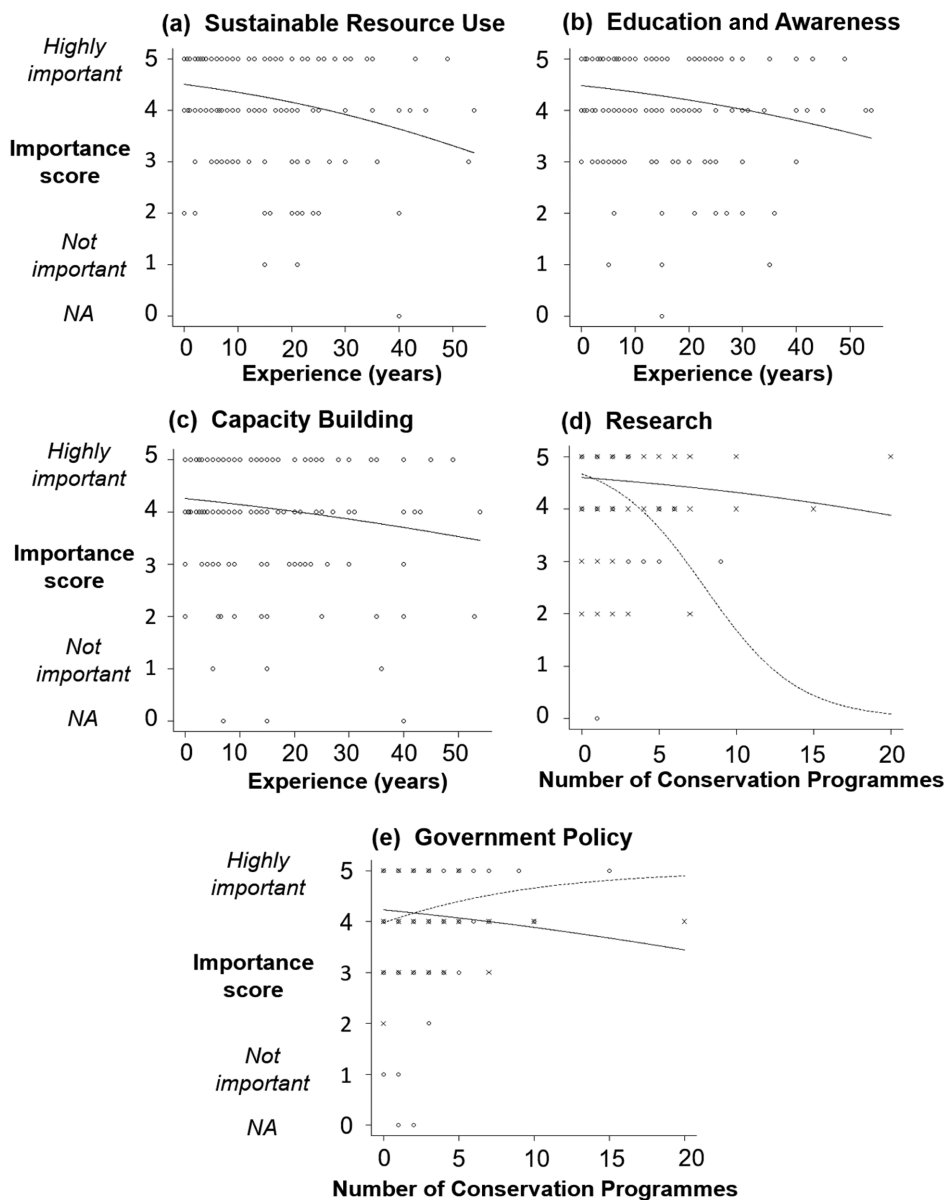 (a) Sustainable Resource Use
Highly
important
Importance
score
Not
important
NA
5
4
3
2
1
0
0 10 20 30 40 50
Experience (years)
(b) Education and Awareness
5
4
3
2
1
0
0 10 20 30 40 50
Experience (years)
(c) Capacity Building
Highly
important
Importance
score
Not
important
NA
5
4
3
2
1
0
0 10 20 30 40 50
Experience (years)
(d) Research
5
4
3
2
1
0
0 5 10 15 20
Number of Conservation Programmes
(e) Government Policy
Highly
important
Importance
score
Not
important
NA
5
4
3
2
1
0
0 5 10 15 20
Number of Conservation Programmes